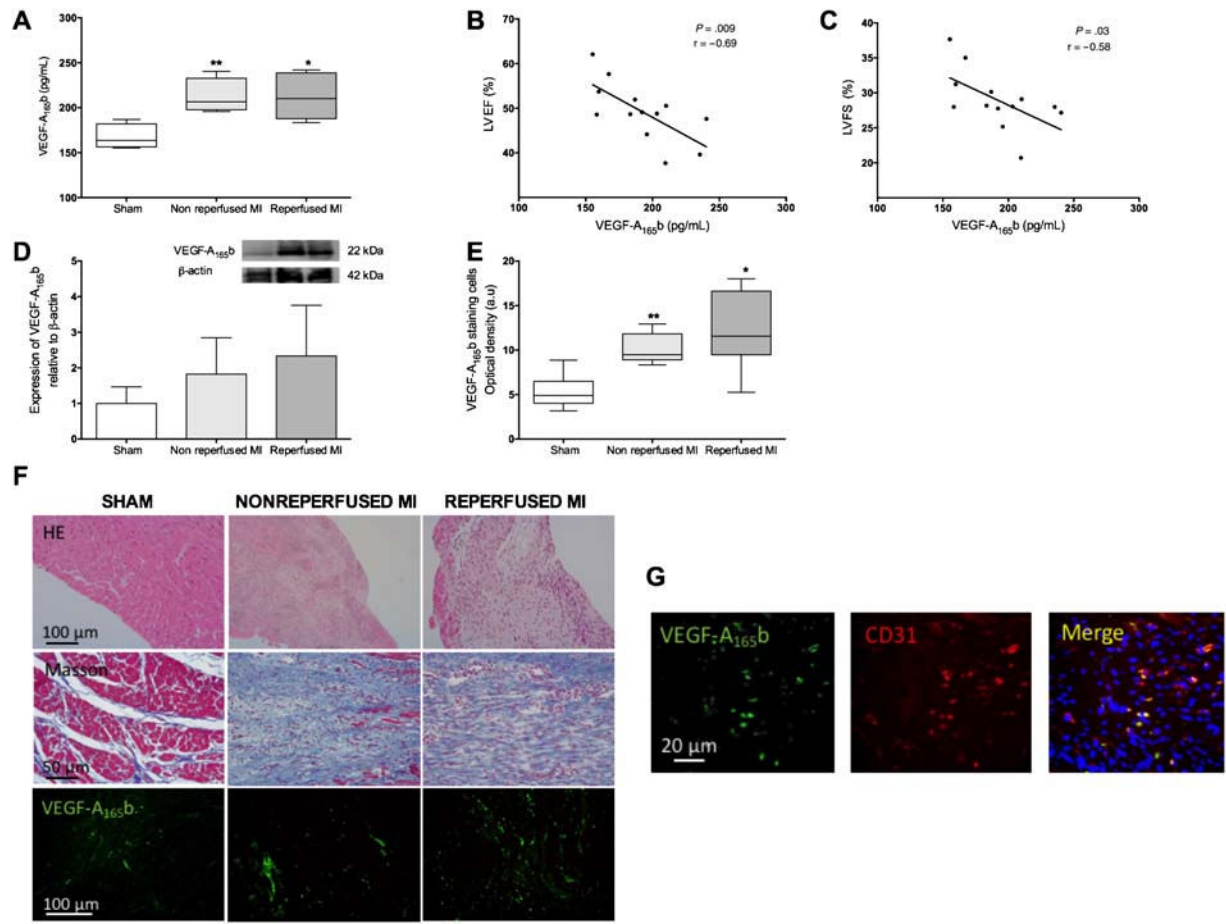 A
VEGF-A₁₆₅b (pg/mL)
300
250
200
150
100
**
*
Sham
Non reperfused MI
Reperfused MI
B
LVEF (%)
70
60
50
40
P = .009
r = −0.69
100
150
200
250
300
VEGF-A₁₆₅b (pg/mL)
C
LVFS (%)
40
35
30
25
20
P = .03
r = −0.58
100
150
200
250
300
VEGF-A₁₆₅b (pg/mL)
D
Expression of VEGF-A₁₆₅b
relative to β-actin
5
4
3
2
1
0
VEGF-A₁₆₅b
22 kDa
β-actin
42 kDa
Sham
Non reperfused MI
Reperfused MI
E
VEGF-A₁₆₅b staining cells
Optical density (a.u)
20
15
10
5
0
**
*
Sham
Non reperfused MI
Reperfused MI
F
SHAM
NONREPERFUSED MI
REPERFUSED MI
HE
100 μm
Masson
50 μm
VEGF-A₁₆₅b
100 μm
G
VEGF-A₁₆₅b
20 μm
CD31
Merge